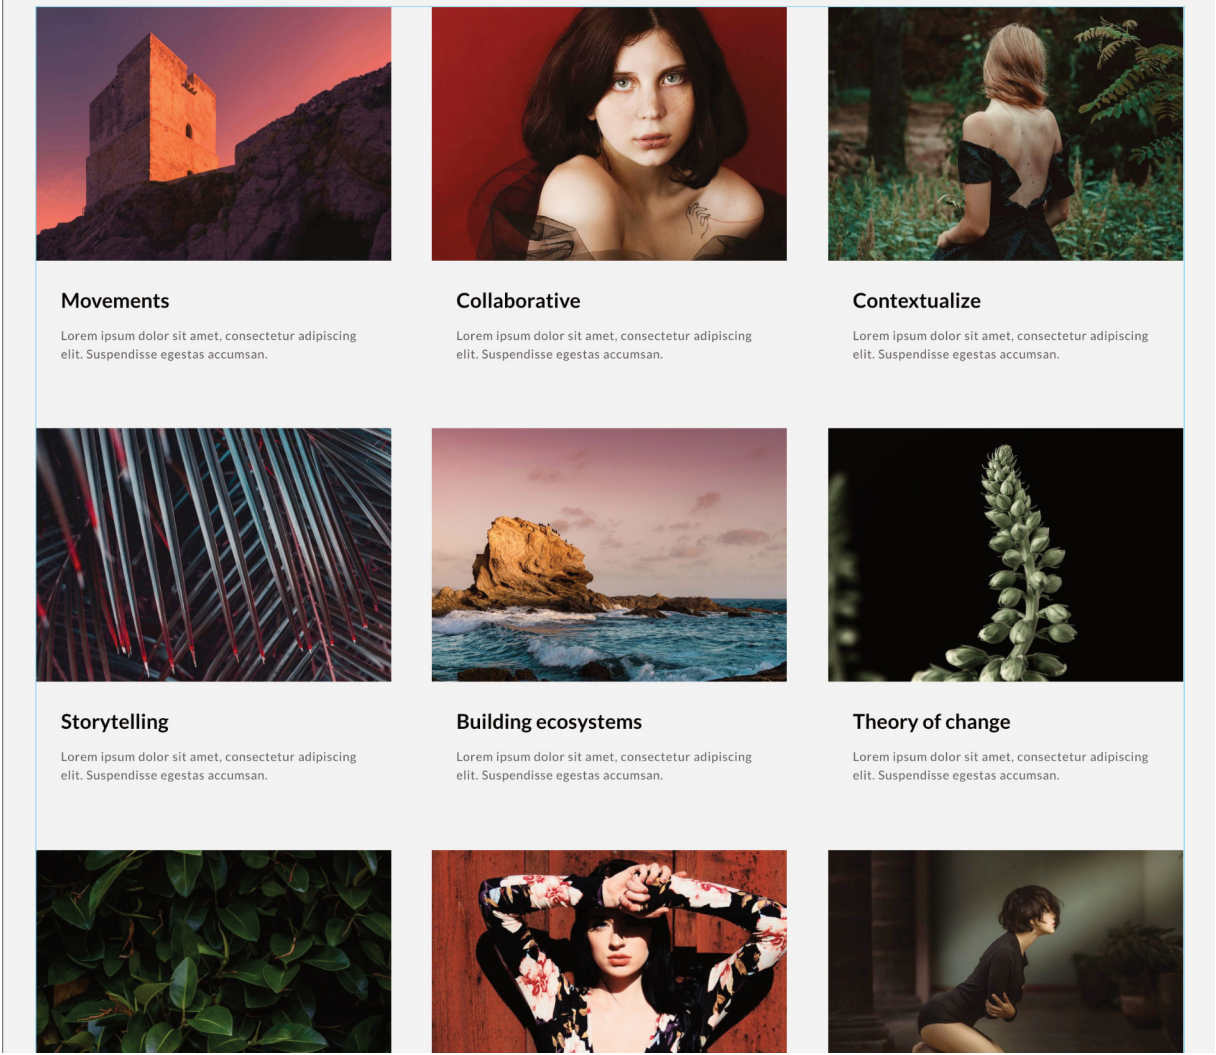 Movements
Collaborative
Contextualize
Lorem ipsum dolor sit amet, consectetur adipiscing
elit. Suspendisse egestas accumsan.
Lorem ipsum dolor sit amet, consectetur adipiscing
elit. Suspendisse egestas accumsan.
Lorem ipsum dolor sit amet, consectetur adipiscing
elit. Suspendisse egestas accumsan.
Storytelling
Building ecosystems
Theory of change
Lorem ipsum dolor sit amet, consectetur adipiscing
elit. Suspendisse egestas accumsan.
Lorem ipsum dolor sit amet, consectetur adipiscing
elit. Suspendisse egestas accumsan.
Lorem ipsum dolor sit amet, consectetur adipiscing
elit. Suspendisse egestas accumsan.